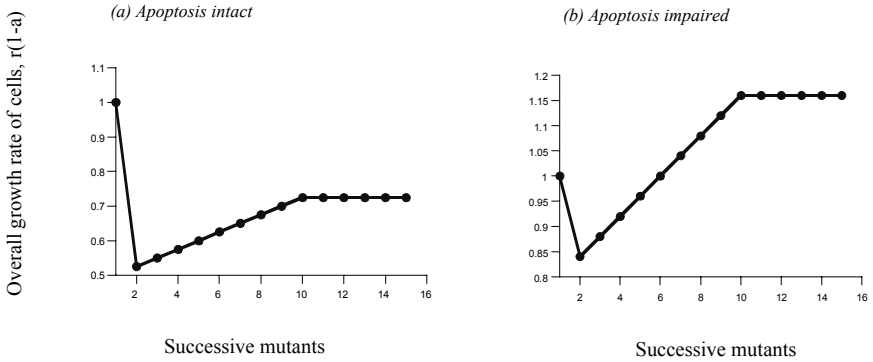 (a) Apoptosis intact
(b) Apoptosis impaired
Overall growth rate of cells, r(1-a)
1.1
1
0.9
0.8
0.7
0.6
0.5
2 4 6 8 10 12 14 16
Successive mutants
1.2
1.15
1.1
1.05
1
0.95
0.9
0.85
0.8
2 4 6 8 10 12 14 16
Successive mutants